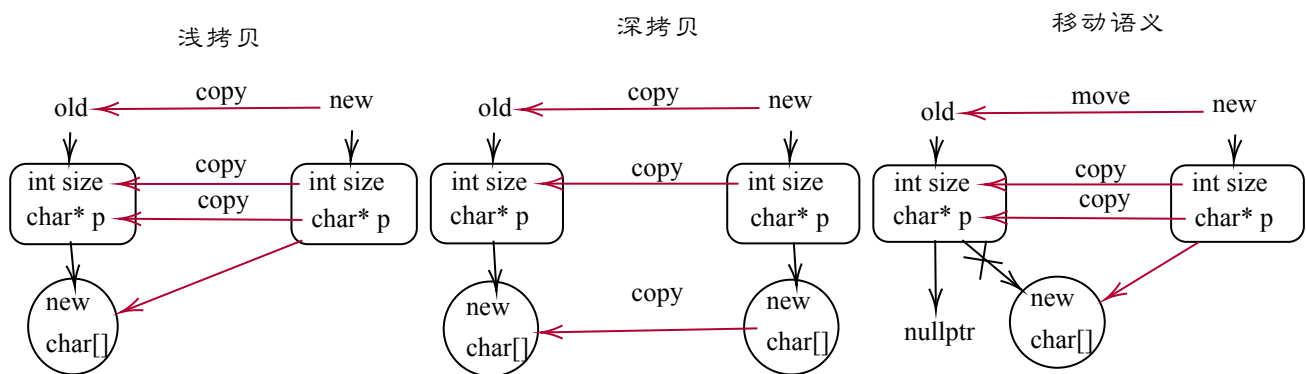 浅拷贝
old
copy
new
int size
char* p
copy
copy
int size
char* p
new
char[]
深拷贝
old
copy
new
int size
char* p
copy
int size
char* p
new
char[]
copy
new
char[]
移动语义
old
move
new
int size
char* p
copy
copy
int size
char* p
nullptr
new
char[]